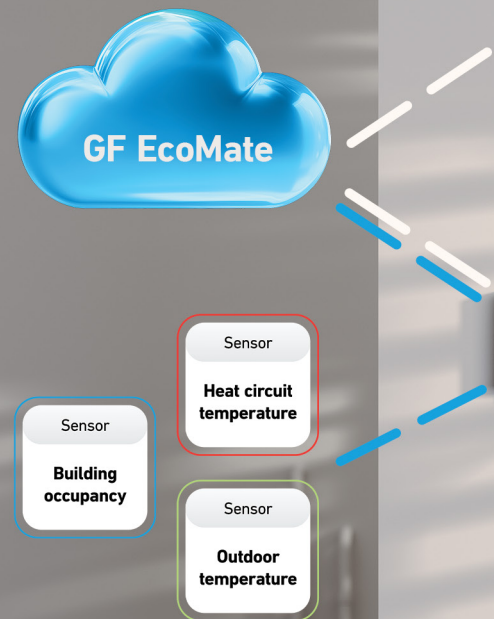 GF EcoMate
Sensor
Heat circuit
temperature
Sensor
Building
occupancy
Sensor
Outdoor
temperature